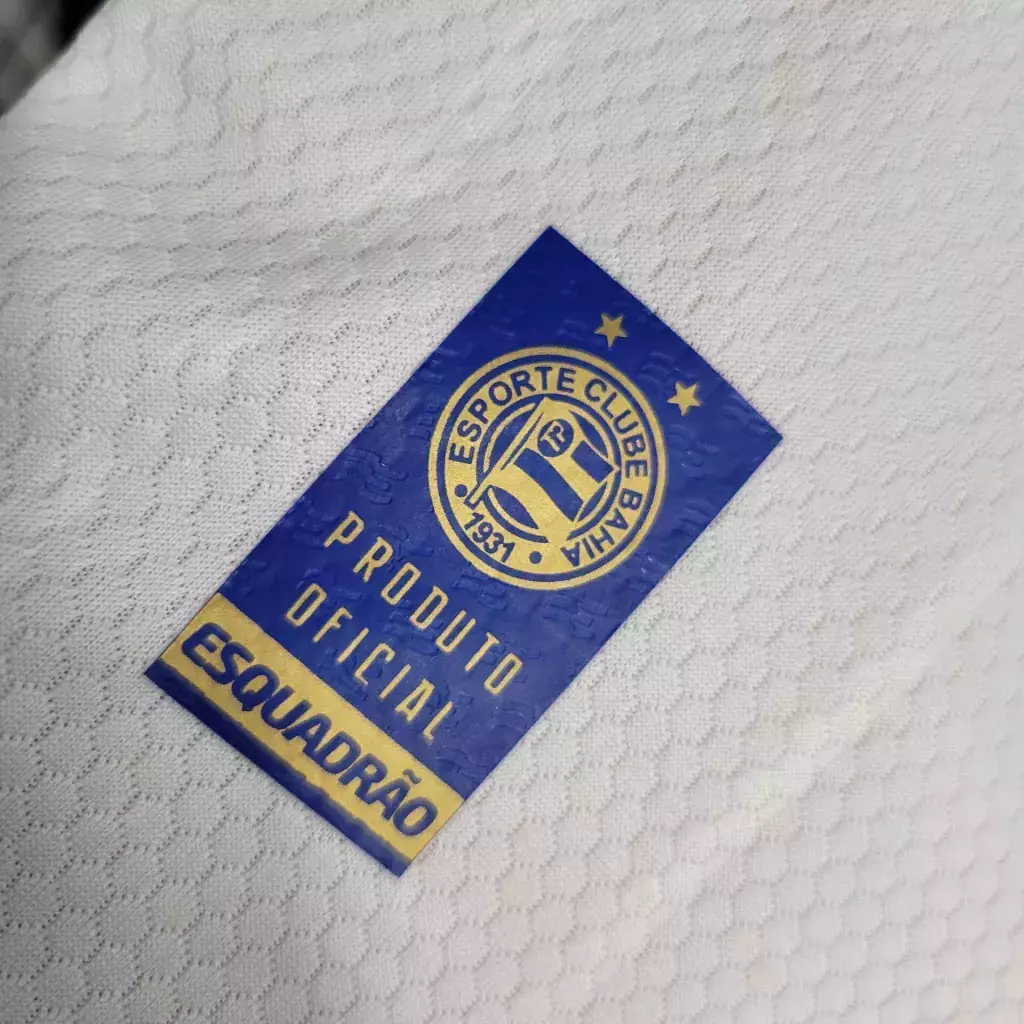 ESPORTE CLUBE BAHIA
1931
PRODUTO
OFICIAL
ESQUADRÃO